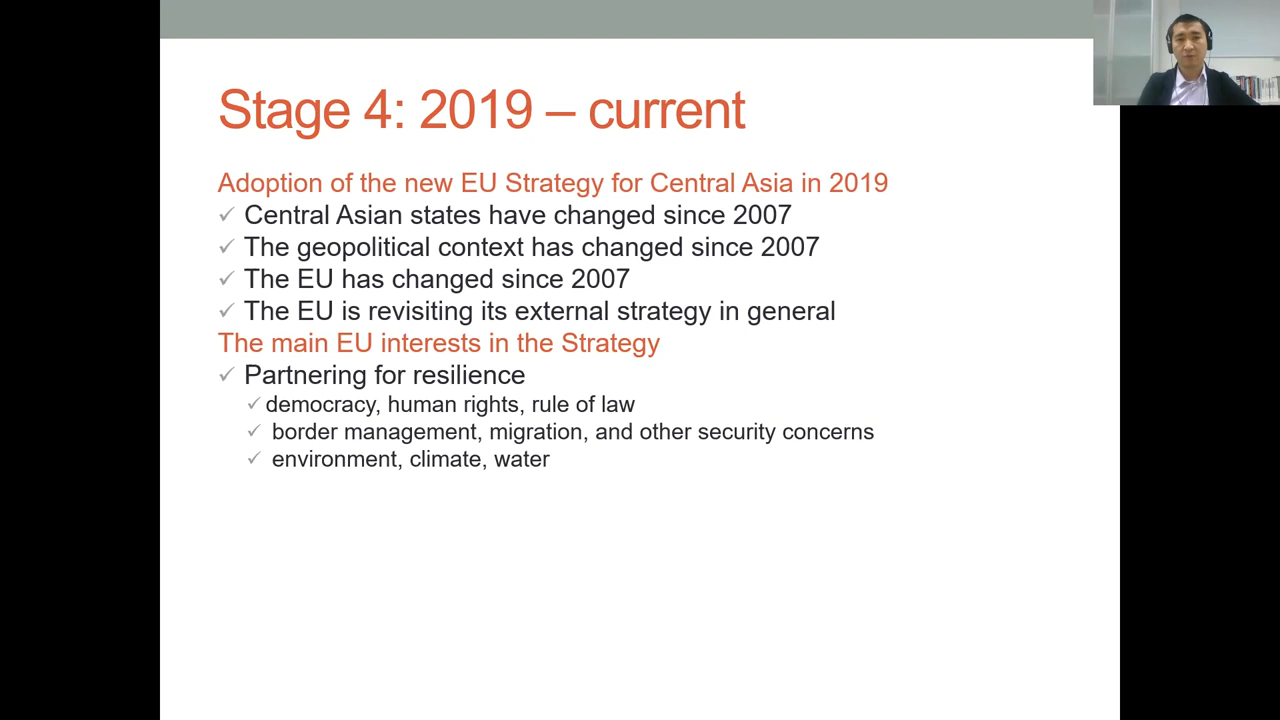 Stage 4: 2019 – current
Adoption of the new EU Strategy for Central Asia in 2019
✓ Central Asian states have changed since 2007
✓ The geopolitical context has changed since 2007
✓ The EU has changed since 2007
✓ The EU is revisiting its external strategy in general
The main EU interests in the Strategy
✓ Partnering for resilience
✓ democracy, human rights, rule of law
✓ border management, migration, and other security concerns
✓ environment, climate, water